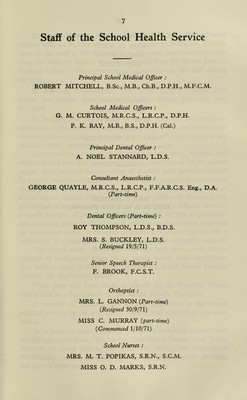 7
Staff of the School Health Service
Principal School Medical Officer :
ROBERT MITCHELL, B.Sc., M.B., Ch.B., D.P.H., M.F.C.M.
School Medical Officers :
G. M. CURTOIS, M.R.C.S., L.R.C.P., D.P.H.
P. K. RAY, M.B., B.S., D.P.H. (Cal.)
Principal Dental Officer :
A. NOEL STANNARD, L.D.S.
Consultant Anaesthetist :
GEORGE QUAYLE, M.R.C.S., L.R.C.P., F.F.A.R.C.S. Eng., D.A.
(Part-time)
Dental Officers (Part-time) :
ROY THOMPSON, L.D.S., B.D.S.
MRS. S. BUCKLEY, L.D.S.
(Resigned 19/5/71)
Senior Speech Therapist :
F. BROOK, F.C.S.T.
Orthoptist :
MRS. L. GANNON (Part-time)
(Resigned 30/9/71)
MISS C. MURRAY (part-time)
(Commenced 1/10/71)
School Nurses :
MRS. M. T. POPIKAS, S.R.N., S.C.M.
MISS O. D. MARKS, S.R.N.